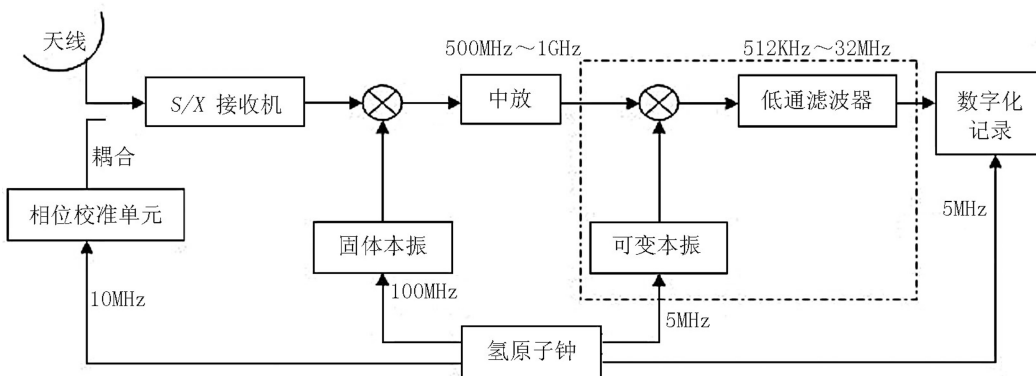 天线
500MHz～1GHz
512KHz～32MHz
S/X 接收机
中放
低通滤波器
数字化
记录
耦合
相位校准单元
固体本振
可变本振
5MHz
10MHz
100MHz
5MHz
氢原子钟